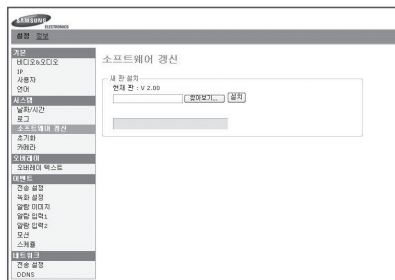 SAMSUNG
ELECTRONICS
설정 정보
기본
비디오&오디오
IP
사용자
언어
시스템
날짜/시간
로그
소프트웨어 갱신
초기화
카메라
오버레이
오버레이 텍스트
이벤트
전송 설정
녹화 설정
알람 이미지
알람 입력1
알람 입력2
모션
스케쥴
네트워크
전송 설정
DDNS
소프트웨어 갱신
새 판 설치
현재 판 : V 2.00
찾아보기... 설치